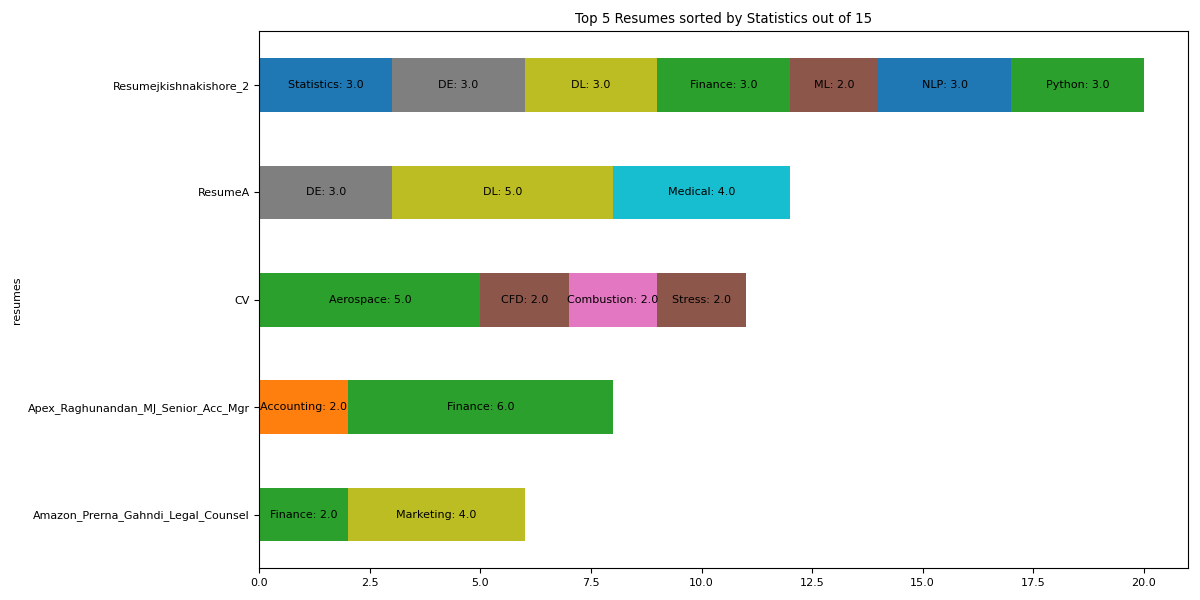 Top 5 Resumes sorted by Statistics out of 15
Resumejkishnakishore_2
Statistics: 3.0 DE: 3.0 DL: 3.0 Finance: 3.0 ML: 2.0 NLP: 3.0 Python: 3.0
ResumeA
DE: 3.0 DL: 5.0 Medical: 4.0
resumes
CV
Aerospace: 5.0 CFD: 2.0 Combustion: 2.0 Stress: 2.0
Apex_Raghunandan_MJ_Senior_Acc_Mgr
Accounting: 2.0 Finance: 6.0
Amazon_Prerna_Gahndi_Legal_Counsel
Finance: 2.0 Marketing: 4.0
0.0 2.5 5.0 7.5 10.0 12.5 15.0 17.5 20.0